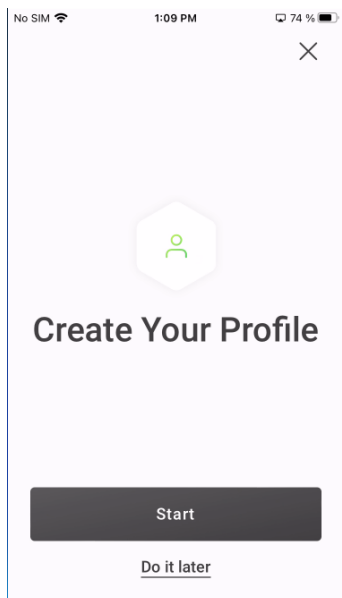 No SIM 1:09 PM 74 %
Create Your Profile
Start
Do it later